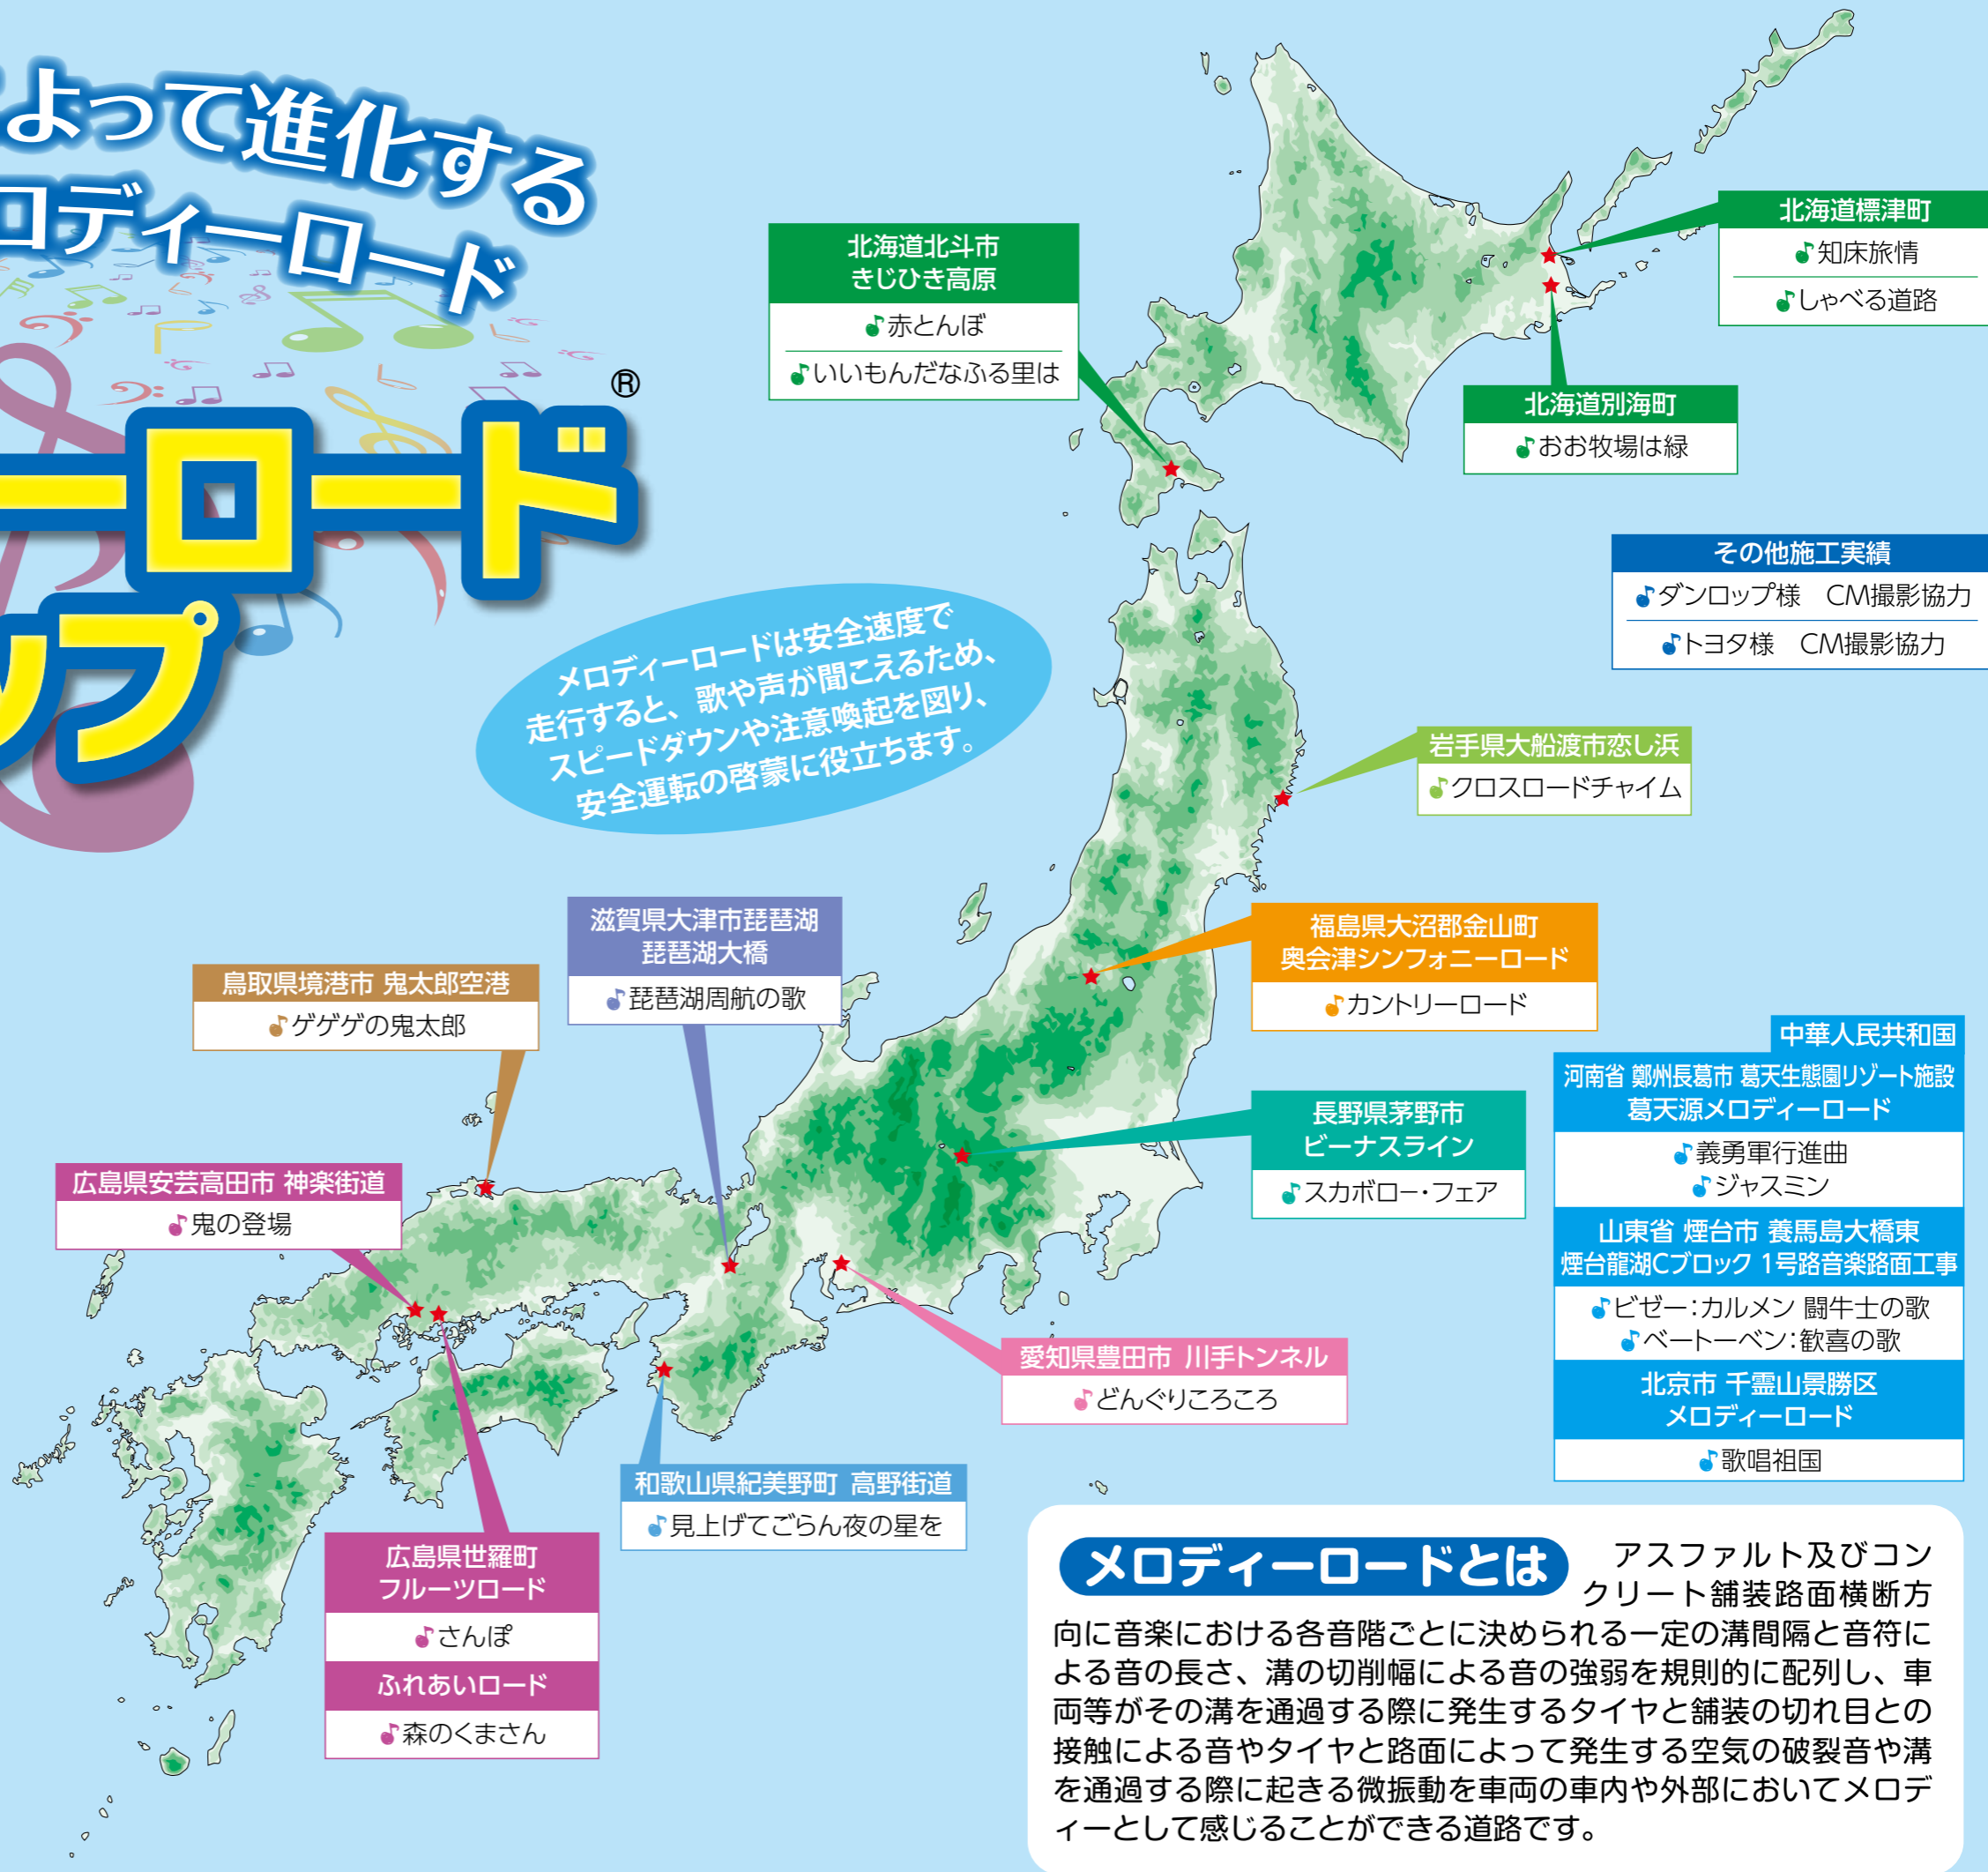 よって進化する
ロディーロード
ーロード®
ップ
メロディーロードは安全速度で
走行すると、歌や声が聞こえるため、
スピードダウンや注意喚起を図り、
安全運転の啓蒙に役立ちます。
北海道北斗市
きじひき高原
赤とんぼ
いいもんだなふる里は
北海道標津町
知床旅情
しゃべる道路
北海道別海町
おお牧場は緑
その他施工実績
ダンロップ様 CM撮影協力
トヨタ様 CM撮影協力
岩手県大船渡市恋し浜
クロスロードチャイム
福島県大沼郡金山町
奥会津シンフォニーロード
カントリーロード
長野県茅野市
ビーナスライン
スカボロー・フェア
滋賀県大津市琵琶湖
琵琶湖大橋
琵琶湖周航の歌
鳥取県境港市 鬼太郎空港
ゲゲゲの鬼太郎
広島県安芸高田市 神楽街道
鬼の登場
広島県世羅町
フルーツロード
さんぽ
ふれあいロード
森のくまさん
和歌山県紀美野町 高野街道
見上げてごらん夜の星を
愛知県豊田市 川手トンネル
どんぐりころころ
中華人民共和国
河南省 鄭州長葛市 葛天生態園リゾート施設
葛天源メロディーロード
義勇軍行進曲
ジャスミン
山東省 煙台市 養馬島大橋東
煙台龍湖Cブロック 1号路音楽路面工事
ビゼー：カルメン 闘牛士の歌
ベートーベン：歓喜の歌
北京市 千霊山景勝区
メロディーロード
歌唱祖国
メロディーロードとは
アスファルト及びコン
クリート舗装路面横断方
向に音楽における各音階ごとに決められる一定の溝間隔と音符に
よる音の長さ、溝の切削幅による音の強弱を規則的に配列し、車
両等がその溝を通過する際に発生するタイヤと舗装の切れ目との
接触による音やタイヤと路面によって発生する空気の破裂音や溝
を通過する際に起きる微振動を車両の車内や外部においてメロデ
ィーとして感じることができる道路です。